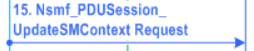 15. Nsmf_PDUSession_
UpdateSMContext Request